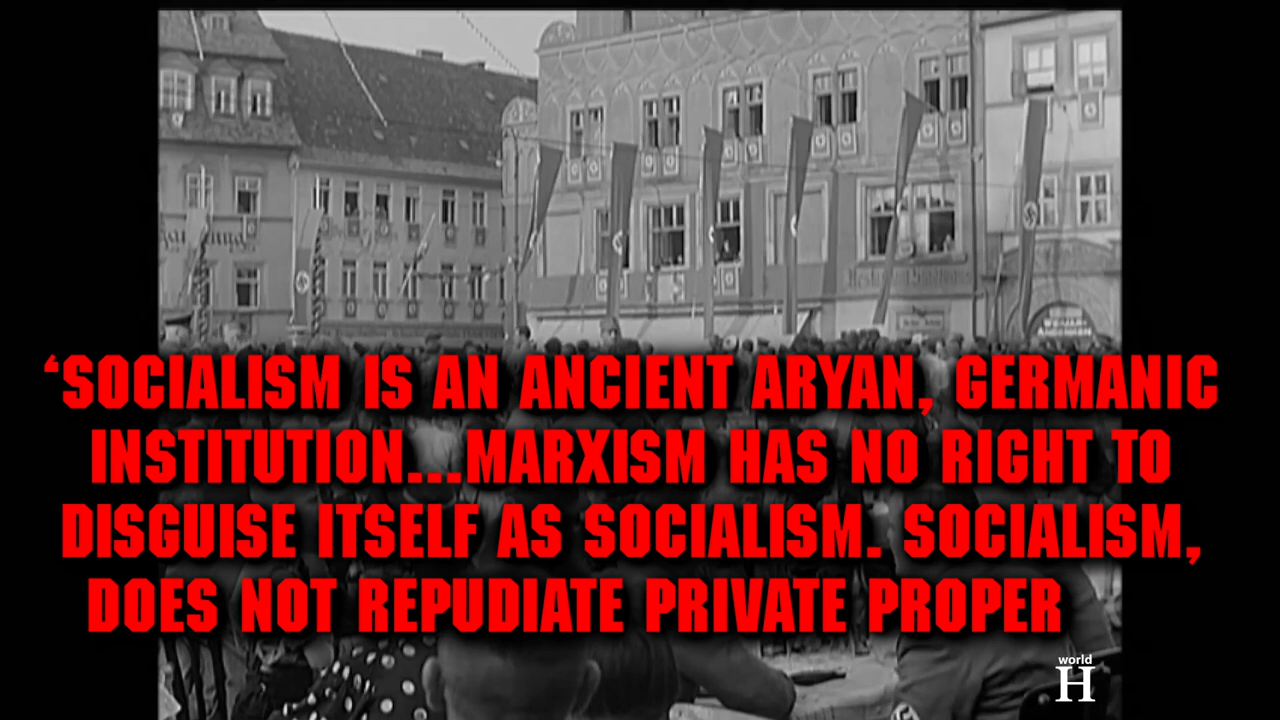 ‘SOCIALISM IS AN ANCIENT ARYAN, GERMANIC
INSTITUTION...MARXISM HAS NO RIGHT TO
DISGUISE ITSELF AS SOCIALISM. SOCIALISM,
DOES NOT REPUDIATE PRIVATE PROPER
world
H